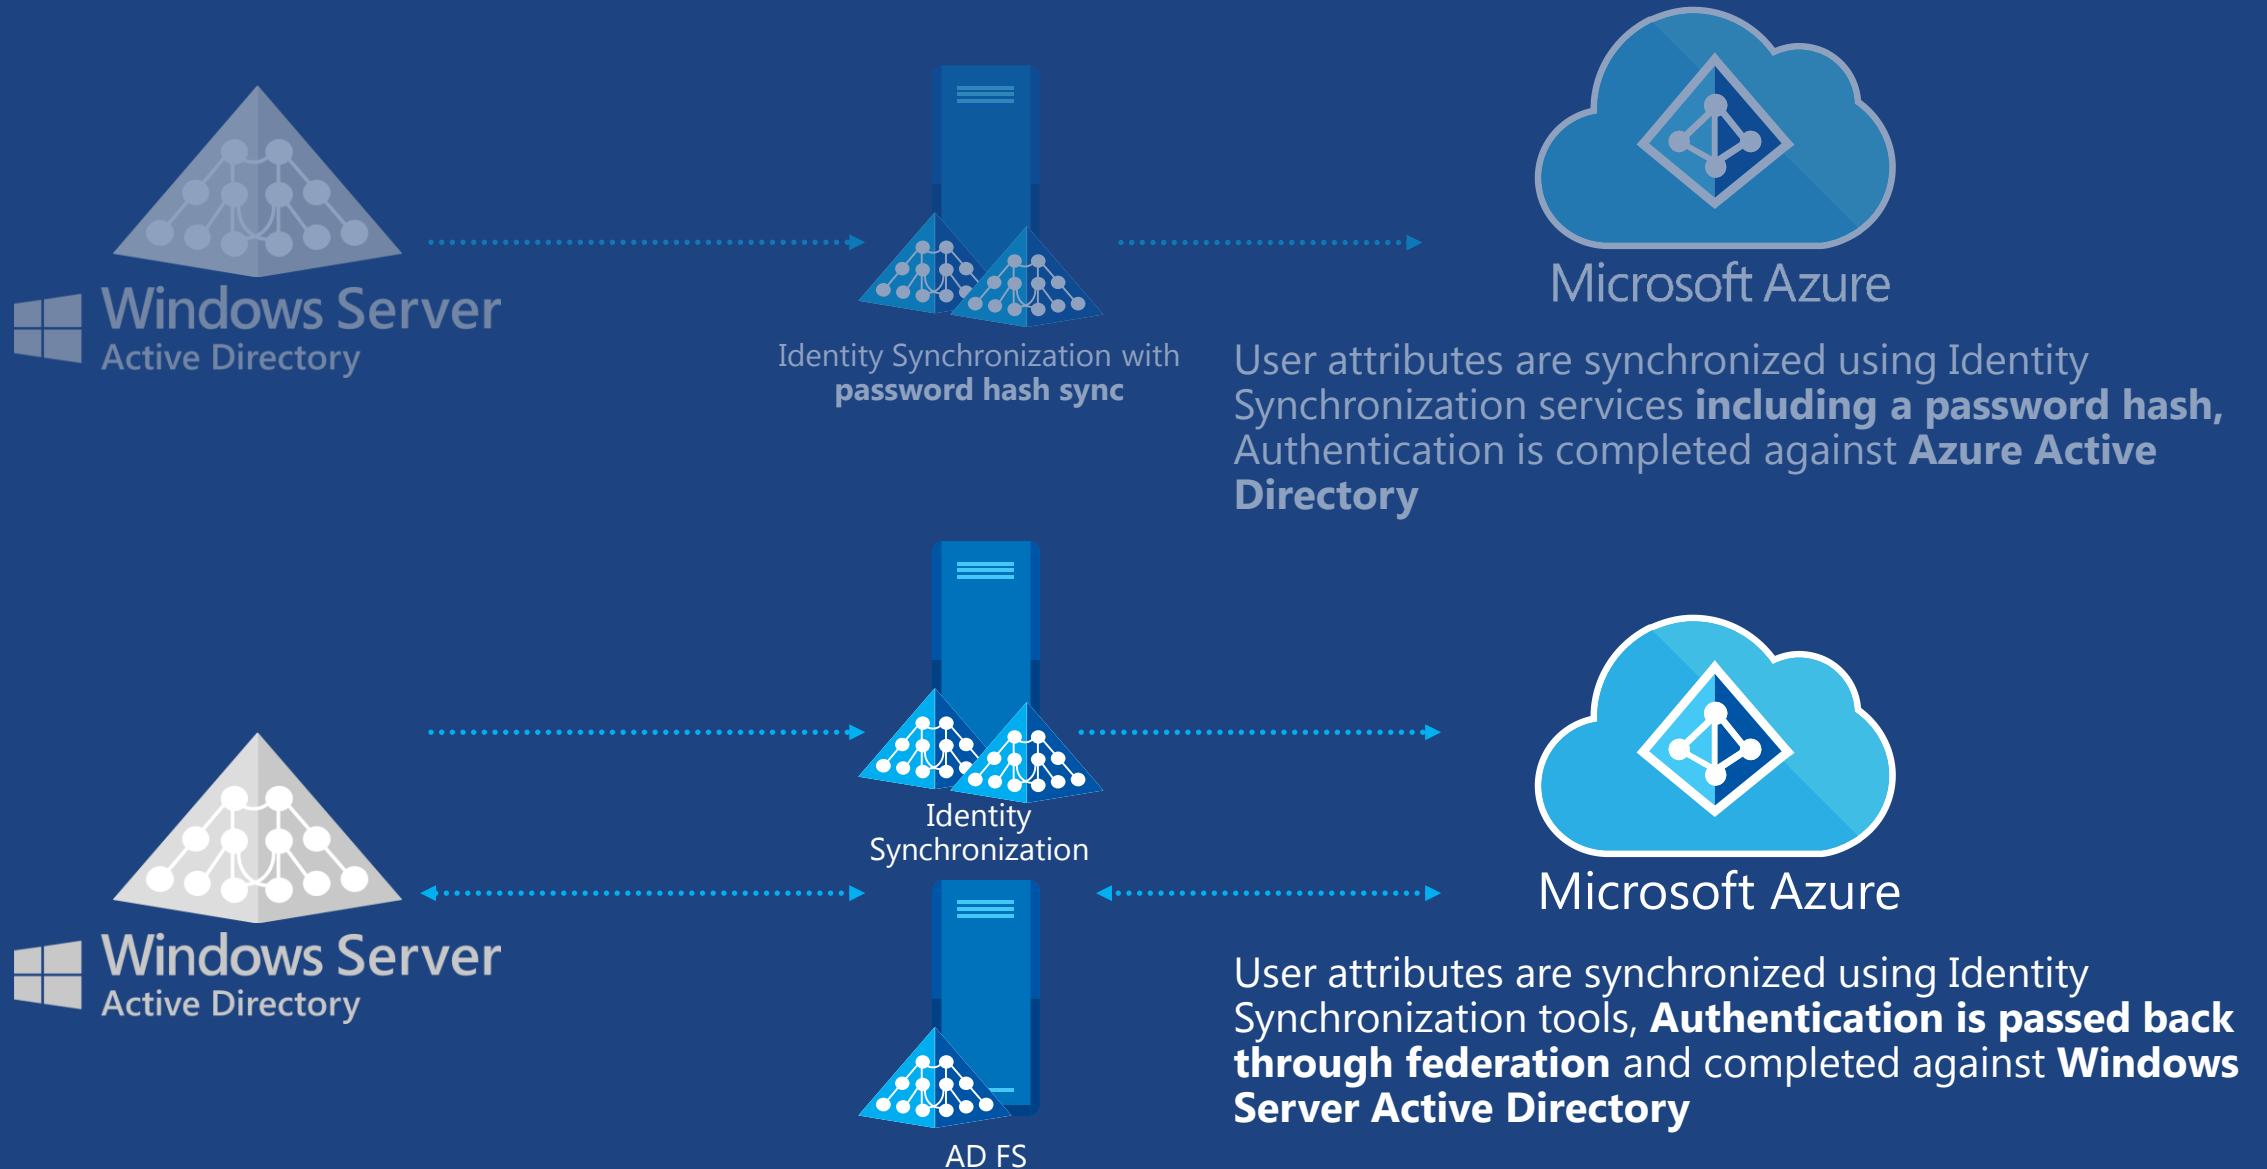 Windows Server
Active Directory
Identity Synchronization with
password hash sync
Microsoft Azure
User attributes are synchronized using Identity
Synchronization services including a password hash,
Authentication is completed against Azure Active
Directory
Windows Server
Active Directory
Identity
Synchronization
AD FS
Microsoft Azure
User attributes are synchronized using Identity
Synchronization tools, Authentication is passed back
through federation and completed against Windows
Server Active Directory